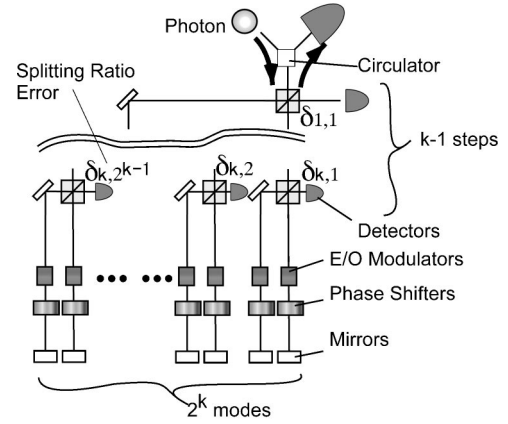 Photon
Circulator
Splitting Ratio
Error
δ1,1
k-1 steps
δk,2k-1
δk,2
δk,1
Detectors
E/O Modulators
Phase Shifters
Mirrors
2k modes